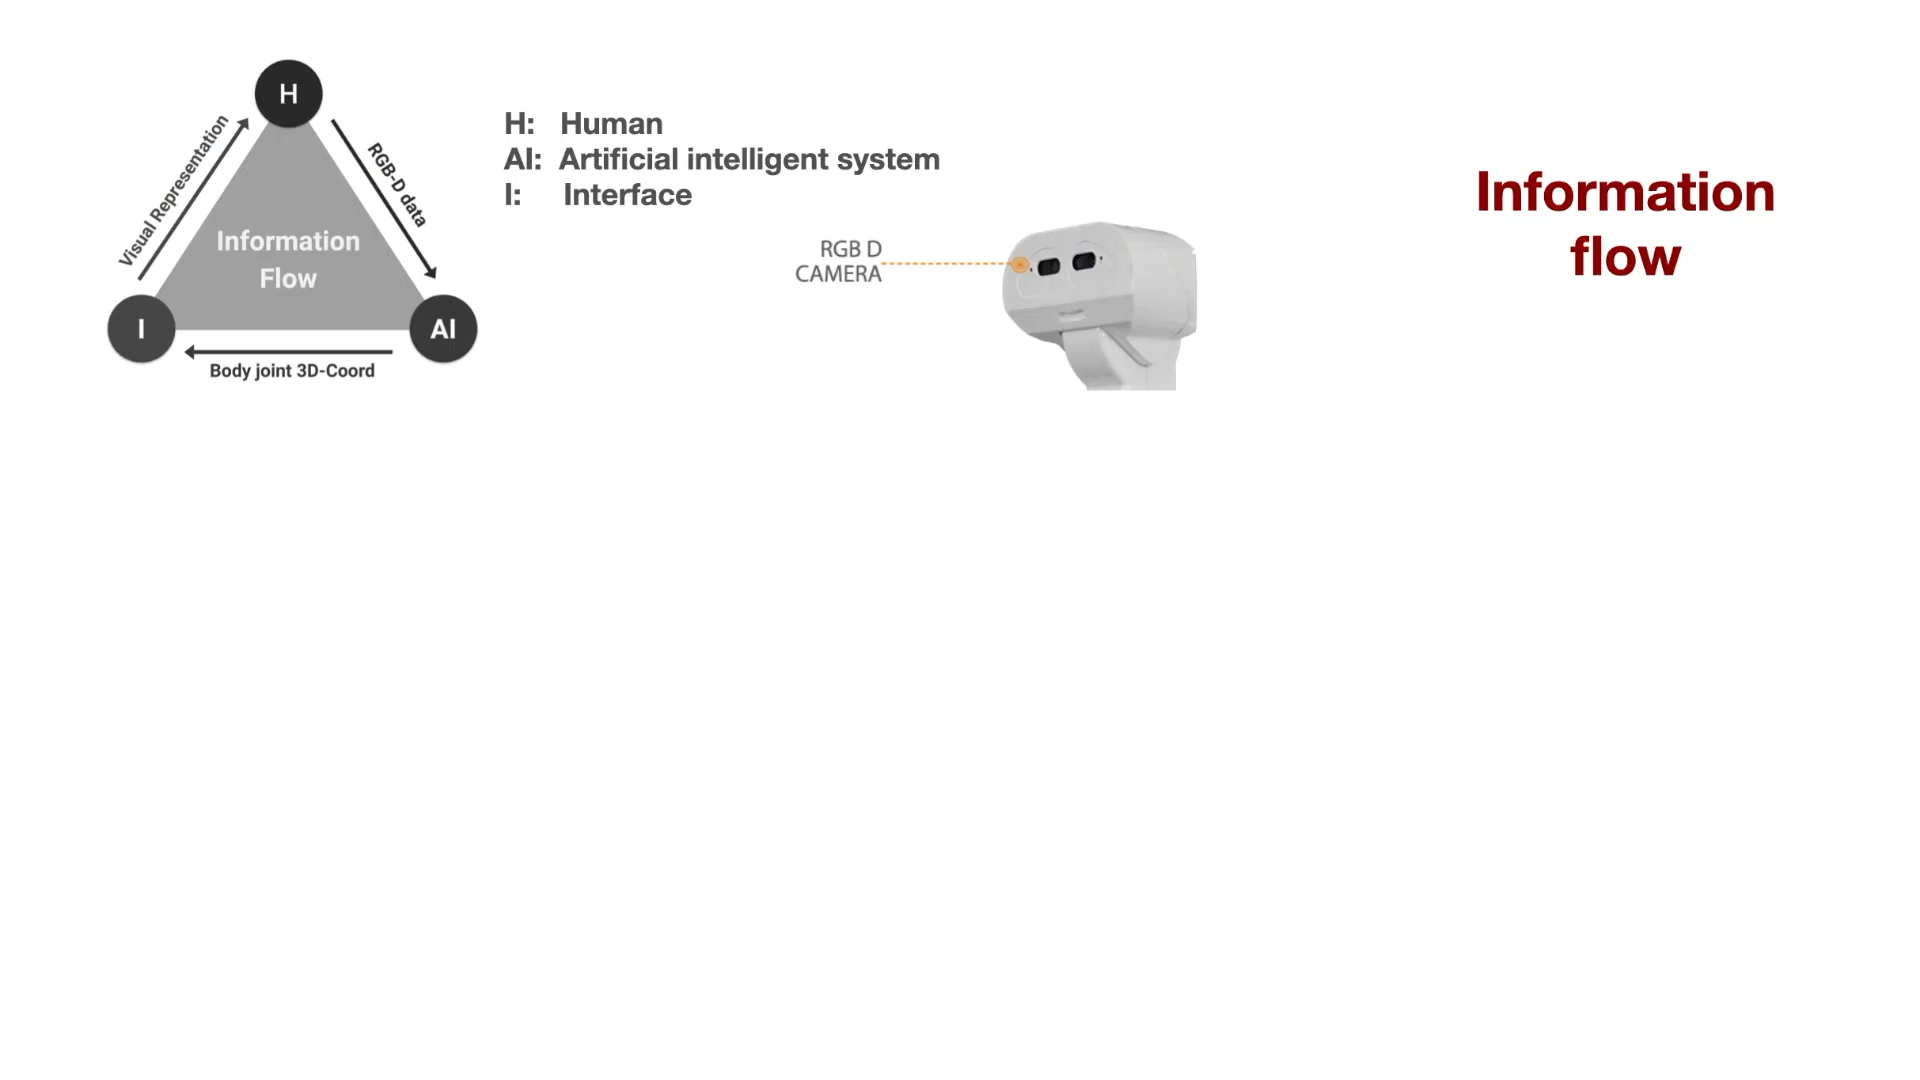 H
Visual Representation
RGB-D data
Information
Flow
I
AI
Body joint 3D-Coord
H: Human
AI: Artificial intelligent system
I: Interface
RGB D
CAMERA
Information
flow